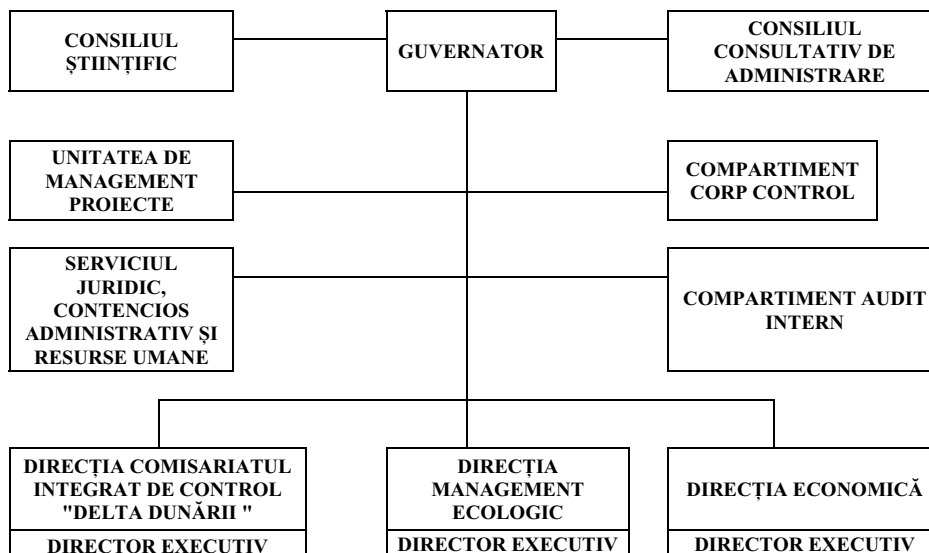 CONSILIUL
ȘTIINȚIFIC
GUVERNATOR
CONSILIUL
CONSULTATIV DE
ADMINISTRARE
UNITATEA DE
MANAGEMENT
PROIECTE
COMPARTIMENT
CORP CONTROL
SERVICIUL
JURIDIC,
CONTENCIOS
ADMINISTRATIV ȘI
RESURSE UMANE
COMPARTIMENT AUDIT
INTERN
DIRECȚIA COMISARIATUL
INTEGRAT DE CONTROL
"DELTA DUNĂRII "
DIRECTOR EXECUTIV
DIRECȚIA
MANAGEMENT
ECOLOGIC
DIRECTOR EXECUTIV
DIRECȚIA ECONOMICĂ
DIRECTOR EXECUTIV